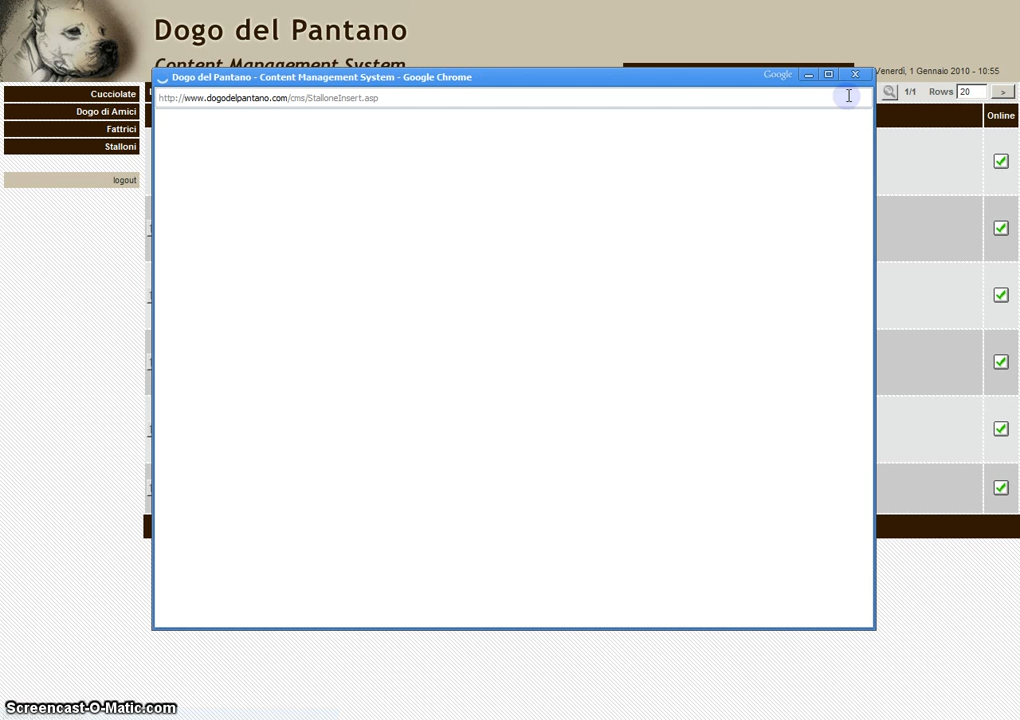 Dogo del Pantano
Content Management System
Venerdì, 1 Gennaio 2010 - 10:55
Dogo del Pantano - Content Management System - Google Chrome
Google
http://www.dogodelpantano.com/cms/StalloneInsert.asp
1/1 Rows 20 >
Cucciolate
Dogo di Amici
Fattrici
Stalloni
logout
Online
Screencast-O-Matic.com